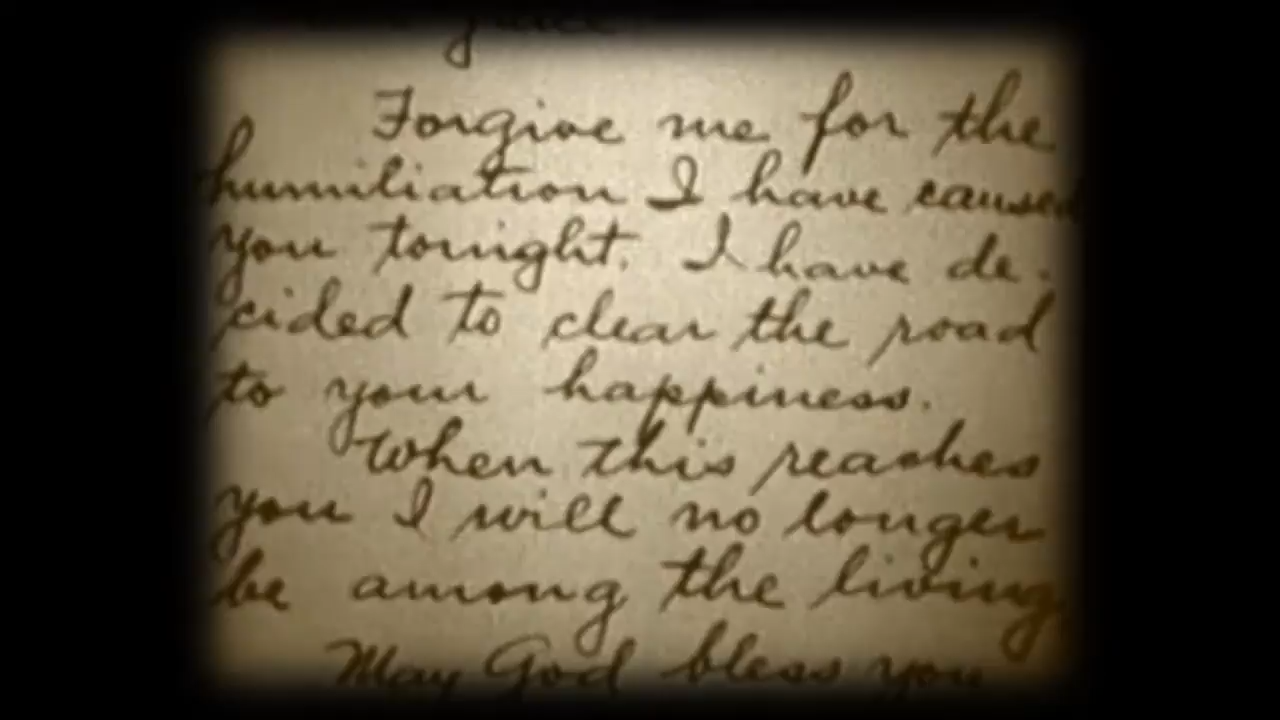 Forgive me for the
humiliation I have caused
you tonight. I have de-
cided to clear the road
to your happiness.
When this reaches
you I will no longer
be among the living
May God bless you